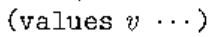 (values v ⋯)